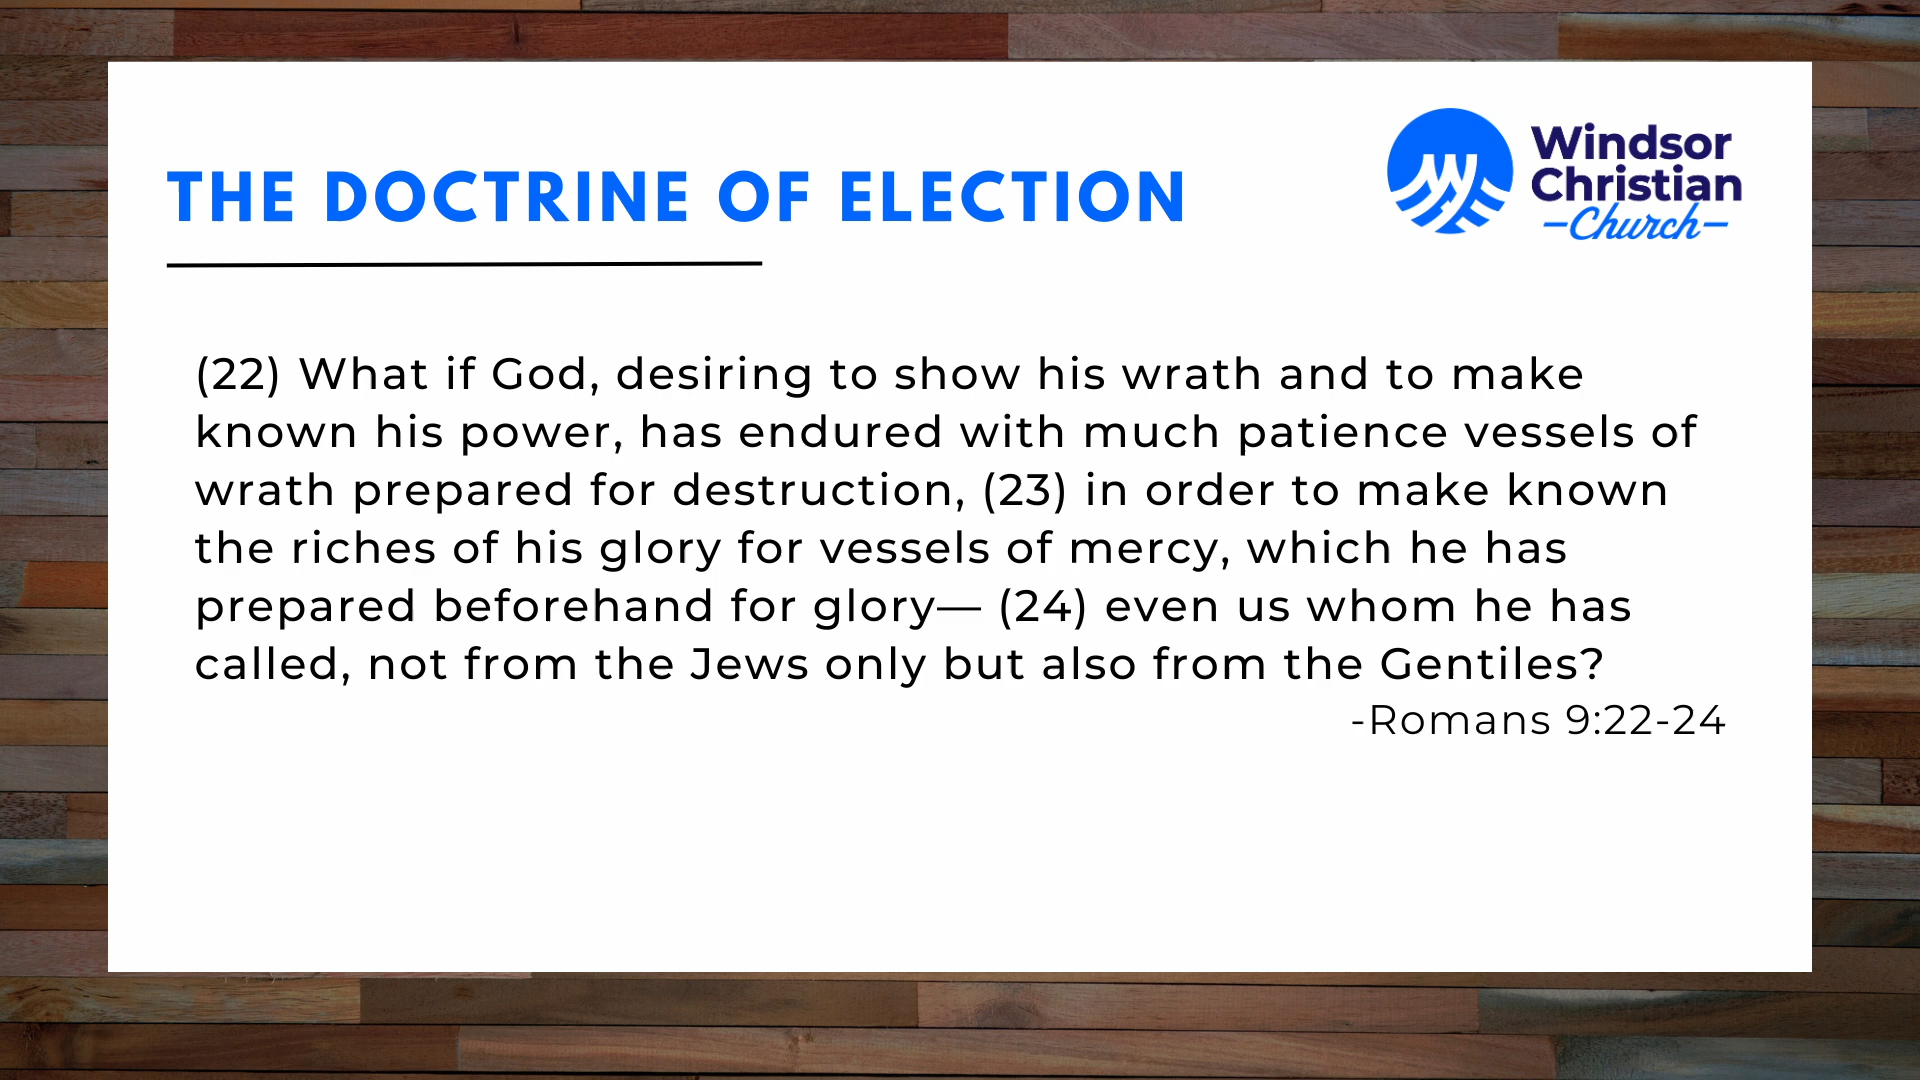 THE DOCTRINE OF ELECTION
Windsor
Christian
-Church-
(22) What if God, desiring to show his wrath and to make
known his power, has endured with much patience vessels of
wrath prepared for destruction, (23) in order to make known
the riches of his glory for vessels of mercy, which he has
prepared beforehand for glory— (24) even us whom he has
called, not from the Jews only but also from the Gentiles?
-Romans 9:22-24